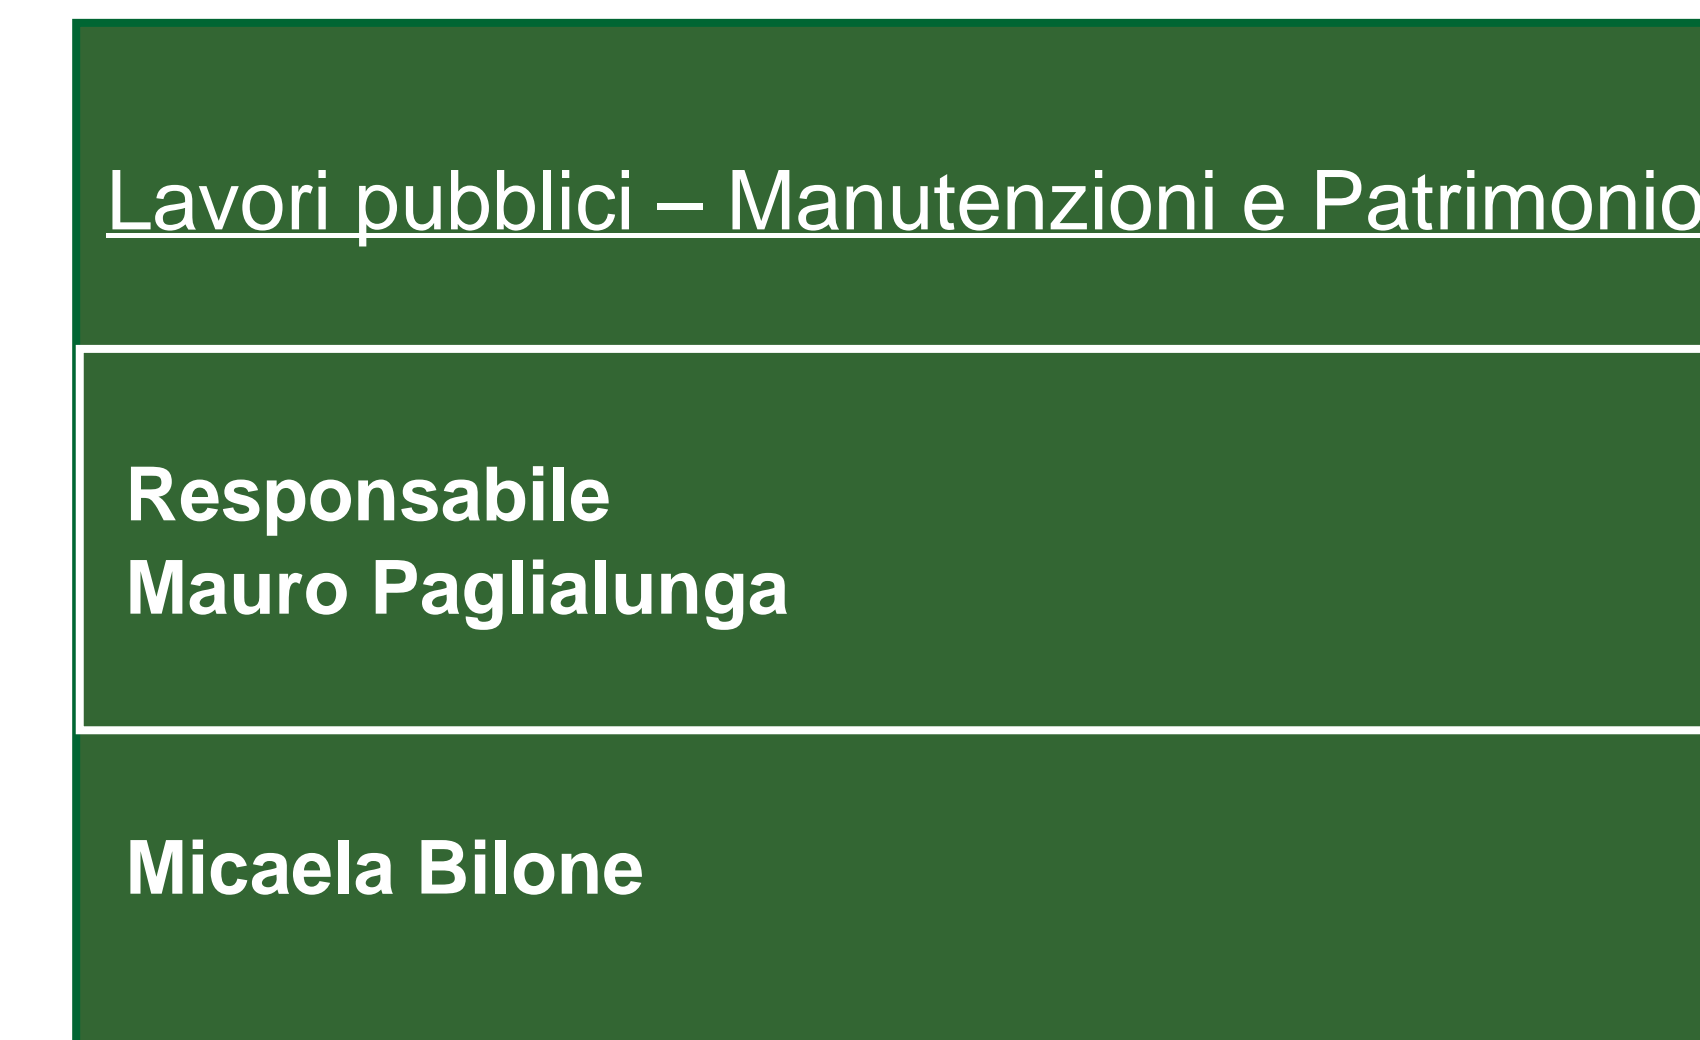 Lavori pubblici – Manutenzioni e Patrimonio
Responsabile
Mauro Paglialunga
Micaela Bilone